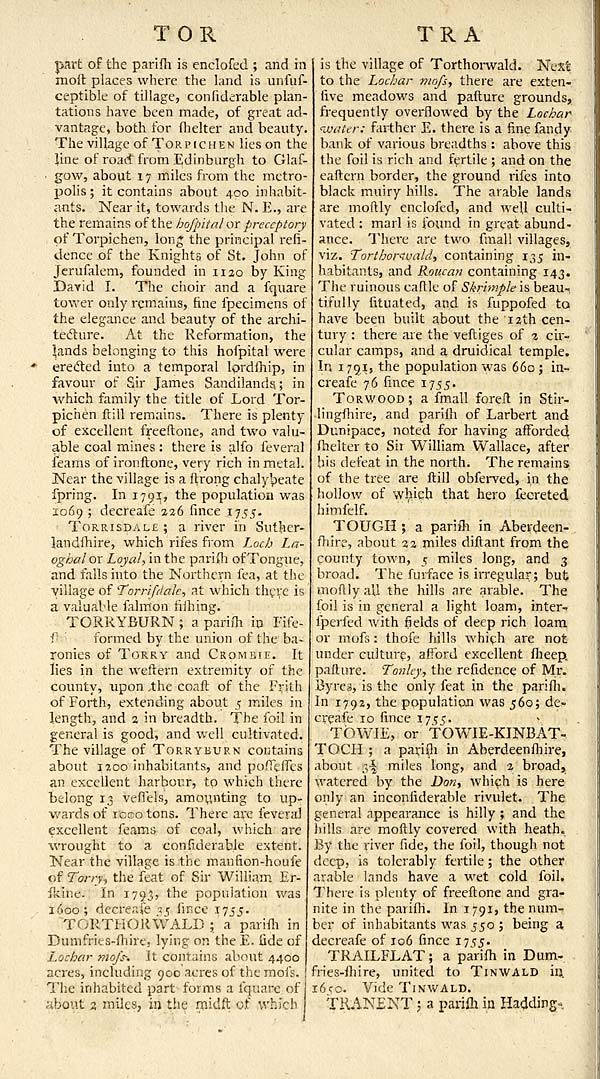 TOR
TRA
part of the pariſh is encloſed ; and in
moſt places where the land is unſuſ-
ceptible of tillage, conſiderable plan-
tations have been made, of great ad-
vantage, both for ſhelter and beauty.
The village of TORPICHEN lies on the
line of road from Edinburgh to Glaſ-
gow, about 17 miles from the metro-
polis ; it contains about 400 inhabit-
ants. Near it, towards the N. E., are
the remains of the hoſpital or preceptory
of Torpichen, long the principal reſi-
dence of the Knights of St. John of
Jeruſalem, founded in 1120 by King
David I. The choir and a ſquare
tower only remains, fine ſpecimens of
the elegance and beauty of the archi-
tecture. At the Reformation, the
lands belonging to this hoſpital were
erected into a temporal lordſhip, in
favour of Sir James Sandilands ; in
which family the title of Lord Tor-
pichen ſtill remains. There is plenty
of excellent freeſtone, and two valu-
able coal mines : there is alſo ſeveral
ſeams of ironſtone, very rich in metal.
Near the village is a ſtrong chalybeate
ſpring. In 1791, the population was
1069 ; decreaſe 226 ſince 1755.
TORRISDALE ; a river in Suther-
landſhire, which riſes from Loch La-
oghal or Loyal, in the pariſh of Tongue,
and falls into the Northern ſea, at the
village of Torriſdale, at which there is
a valuable ſalmon fiſhing.
TORRYBURN ; a pariſh in Fife-
formed by the union of the ba-
ronies of TORRY and CROMBIE. It
lies in the weſtern extremity of the
county, upon the coaſt of the Frith
of Forth, extending about 5 miles in
length, and 2 in breadth. The ſoil in
general is good, and well cultivated.
The village of TORRYBURN contains
about 1200 inhabitants, and poſſeſſes
an excellent harbour, to which there
belong 13 veſſels, amounting to up-
wards of 1000 tons. There are ſeveral
excellent ſeams of coal, which are
wrought to a conſiderable extent.
Near the village is the manſion-houſe
of Torry, the ſeat of Sir William Er-
ſkine. In 1793, the population was
1600 ; decreaſe 35 ſince 1755.
TORTHORWALD ; a pariſh in
Dumfries-ſhire, lying on the E. ſide of
Lochar moſs. It contains about 4400
acres, including 900 acres of the moſs.
The inhabited part forms a ſquare of
about 2 miles, in the midſt of which
is the village of Torthorwald. Next
to the Lochar moſs, there are exten-
ſive meadows and paſture grounds,
frequently overflowed by the Lochar
water: farther E. there is a fine ſandy
bank of various breadths : above this
the ſoil is rich and fertile ; and on the
eaſtern border, the ground riſes into
black muiry hills. The arable lands
are moſtly encloſed, and well culti-
vated : marl is found in great abund-
ance. There are two ſmall villages,
viz. Torthorwald, containing 135 in-
habitants, and Roucan containing 143.
The ruinous caſtle of Skrimple is beau-
tifully ſituated, and is ſuppoſed to
have been built about the 12th cen-
tury : there are the veſtiges of 2 cir-
cular camps, and a druidical temple.
In 1791, the population was 660 ; in-
creaſe 76 ſince 1755.
TORWOOD ; a ſmall foreſt in Stir-
lingſhire, and pariſh of Larbert and
Dunipace, noted for having afforded
ſhelter to Sir William Wallace, after
his defeat in the north. The remains
of the tree are ſtill obſerved, in the
hollow of which that hero ſecreted
himſelf.
TOUGH ; a pariſh in Aberdeen-
ſhire, about 22 miles diſtant from the
county town, 5 miles long, and 3
broad. The ſurface is irregular ; but
moſtly all the hills are arable. The
ſoil is in general a light loam, inter-
ſperſed with fields of deep rich loam
or moſs : thoſe hills which are not
under culture, afford excellent ſheep
paſture. Tonley, the reſidence of Mr.
Byres, is the only ſeat in the pariſh.
In 1792, the population was 560; de-
creaſe 10 ſince 1755.
TOWIE, or TOWIE-KINBAT-
TOCH ; a pariſh in Aberdeenſhire,
about 3½ miles long, and 2 broad,
watered by the Don, which is here
only an inconſiderable rivulet. The
general appearance is hilly ; and the
hills are moſtly covered with heath.
By the river ſide, the ſoil, though not
deep, is tolerably fertile ; the other
arable lands have a wet cold ſoil.
There is plenty of freeſtone and gra-
nite in the pariſh. In 1791, the num-
ber of inhabitants was 550 ; being a
decreaſe of 106 ſince 1755.
TRAILFLAT ; a pariſh in Dum-
fries-ſhire, united to TINWALD in
1650. Vide TINWALD.
TRANENT ; a pariſh in Hadding-